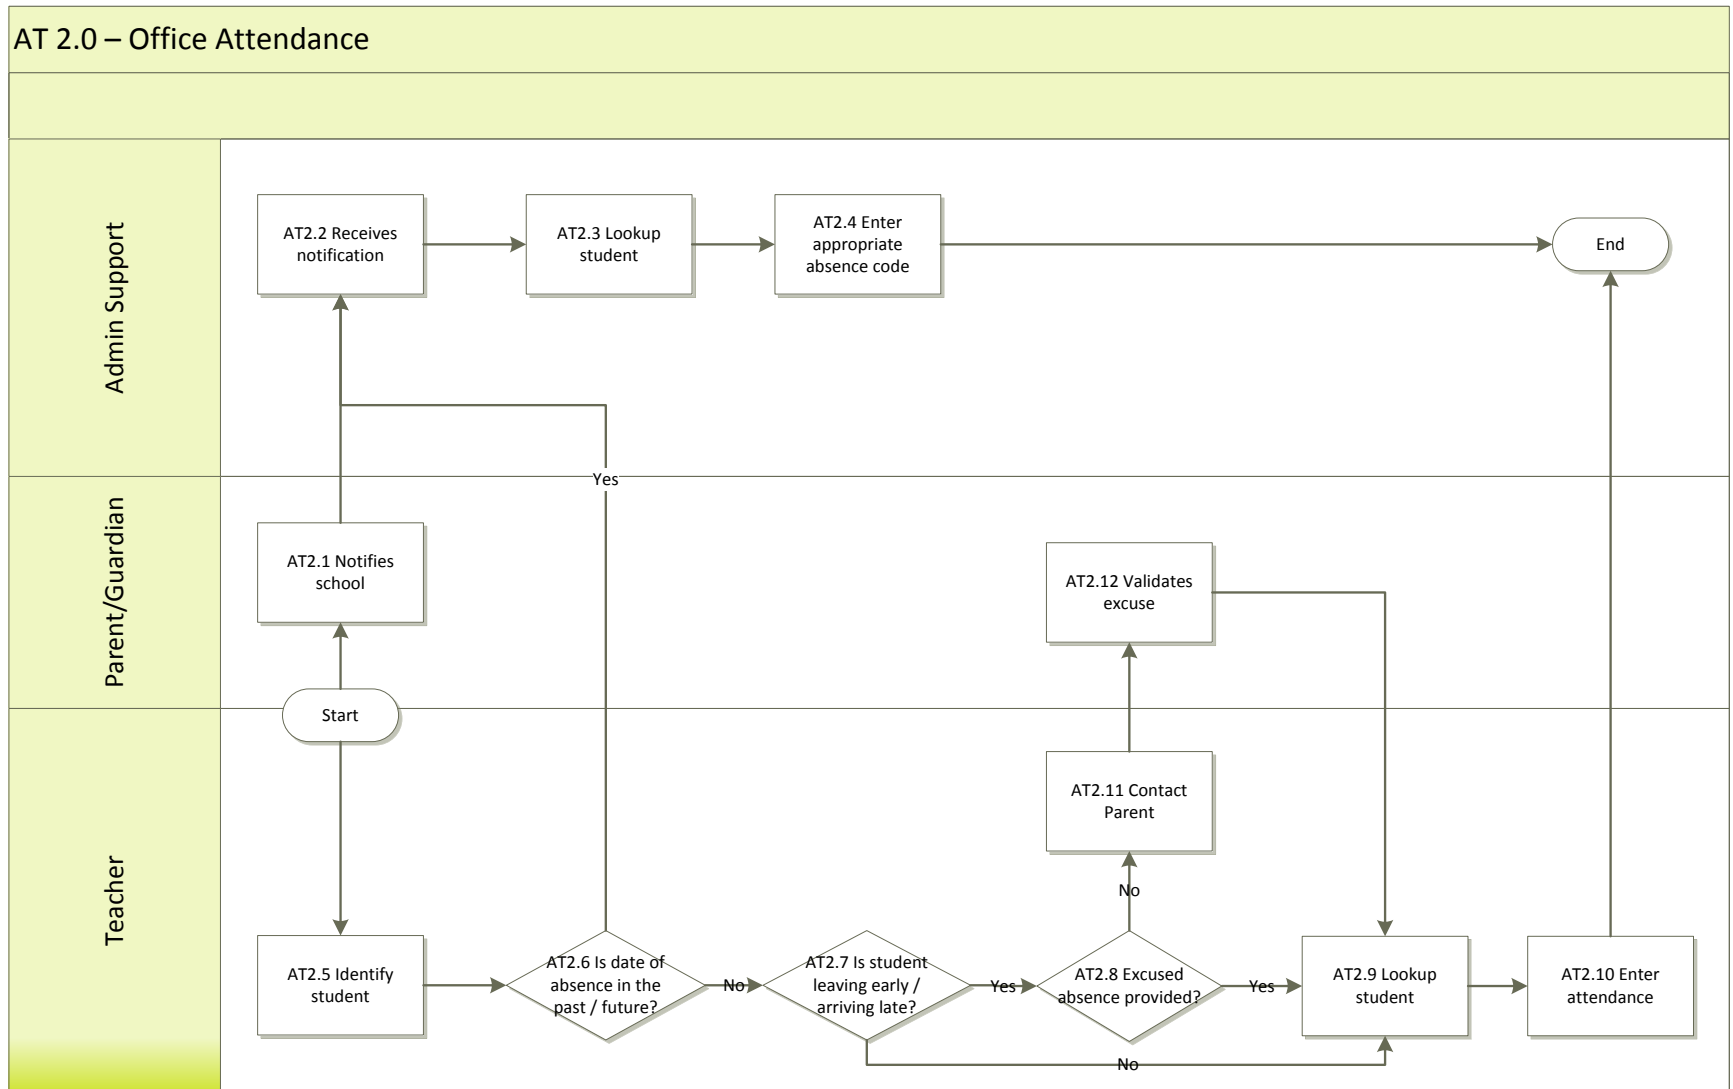 AT 2.0 – Office Attendance
Admin Support
AT2.2 Receives
notification
AT2.3 Lookup
student
AT2.4 Enter
appropriate
absence code
End
Yes
Parent/Guardian
AT2.1 Notifies
school
AT2.12 Validates
excuse
Start
Teacher
AT2.11 Contact
Parent
No
AT2.5 Identify
student
AT2.6 Is date of
absence in the
past / future?
No
AT2.7 Is student
leaving early /
arriving late?
Yes
AT2.8 Excused
absence provided?
Yes
AT2.9 Lookup
student
AT2.10 Enter
attendance
No